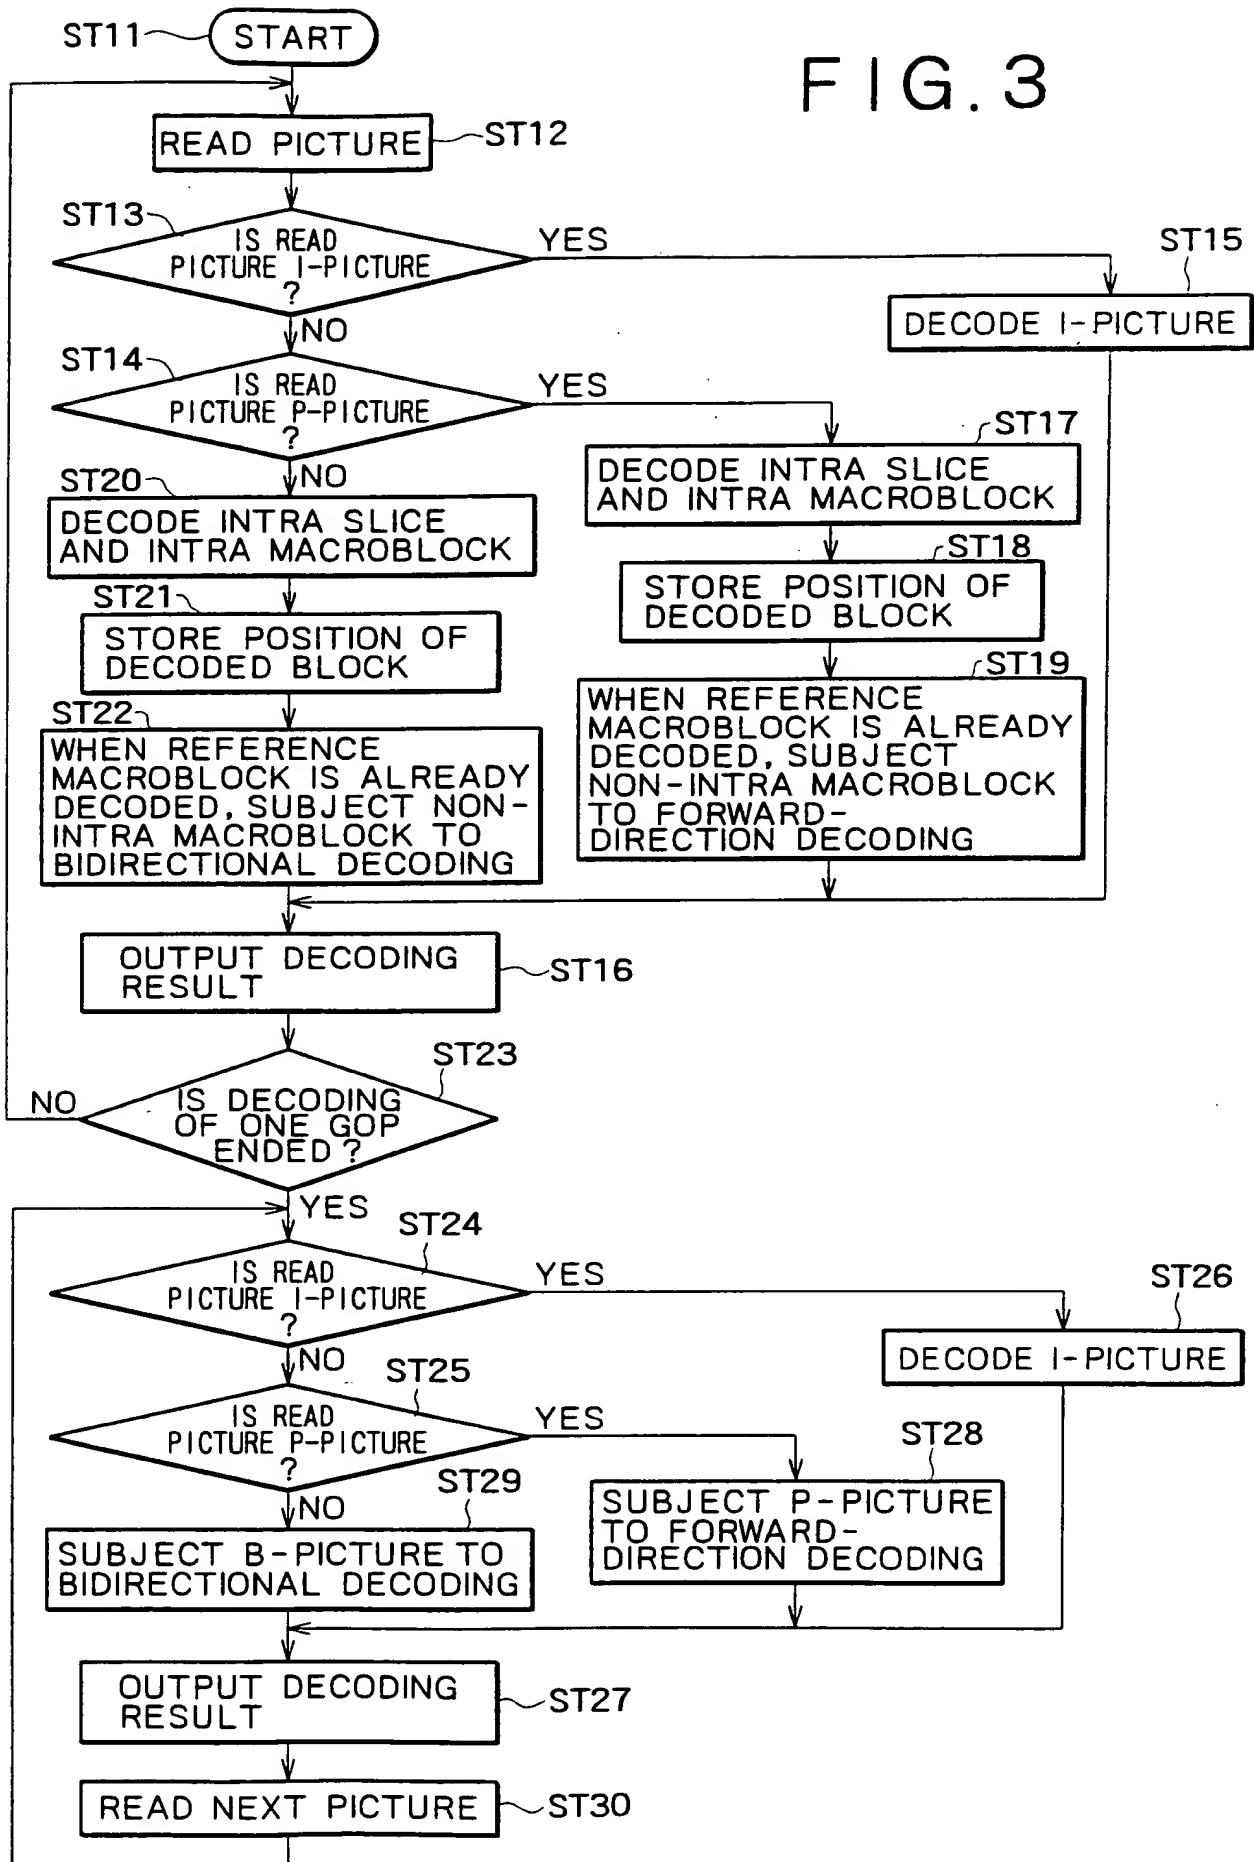 FIG. 3
ST11
START
READ PICTURE
ST12
ST13
IS READ
PICTURE I-PICTURE
?
YES
NO
ST15
DECODE I-PICTURE
ST14
IS READ
PICTURE P-PICTURE
?
YES
NO
ST17
DECODE INTRA SLICE
AND INTRA MACROBLOCK
ST18
STORE POSITION OF
DECODED BLOCK
ST19
WHEN REFERENCE
MACROBLOCK IS ALREADY
DECODED, SUBJECT
NON-INTRA MACROBLOCK
TO FORWARD-
DIRECTION DECODING
ST20
DECODE INTRA SLICE
AND INTRA MACROBLOCK
ST21
STORE POSITION OF
DECODED BLOCK
ST22
WHEN REFERENCE
MACROBLOCK IS ALREADY
DECODED, SUBJECT NON-
INTRA MACROBLOCK TO
BIDIRECTIONAL DECODING
OUTPUT DECODING
RESULT
ST16
ST23
NO
IS DECODING
OF ONE GOP
ENDED ?
YES
ST24
IS READ
PICTURE I-PICTURE
?
YES
NO
ST26
DECODE I-PICTURE
ST25
IS READ
PICTURE P-PICTURE
?
YES
NO
ST28
SUBJECT P-PICTURE
TO FORWARD-
DIRECTION DECODING
ST29
SUBJECT B-PICTURE TO
BIDIRECTIONAL DECODING
OUTPUT DECODING
RESULT
ST27
READ NEXT PICTURE
ST30